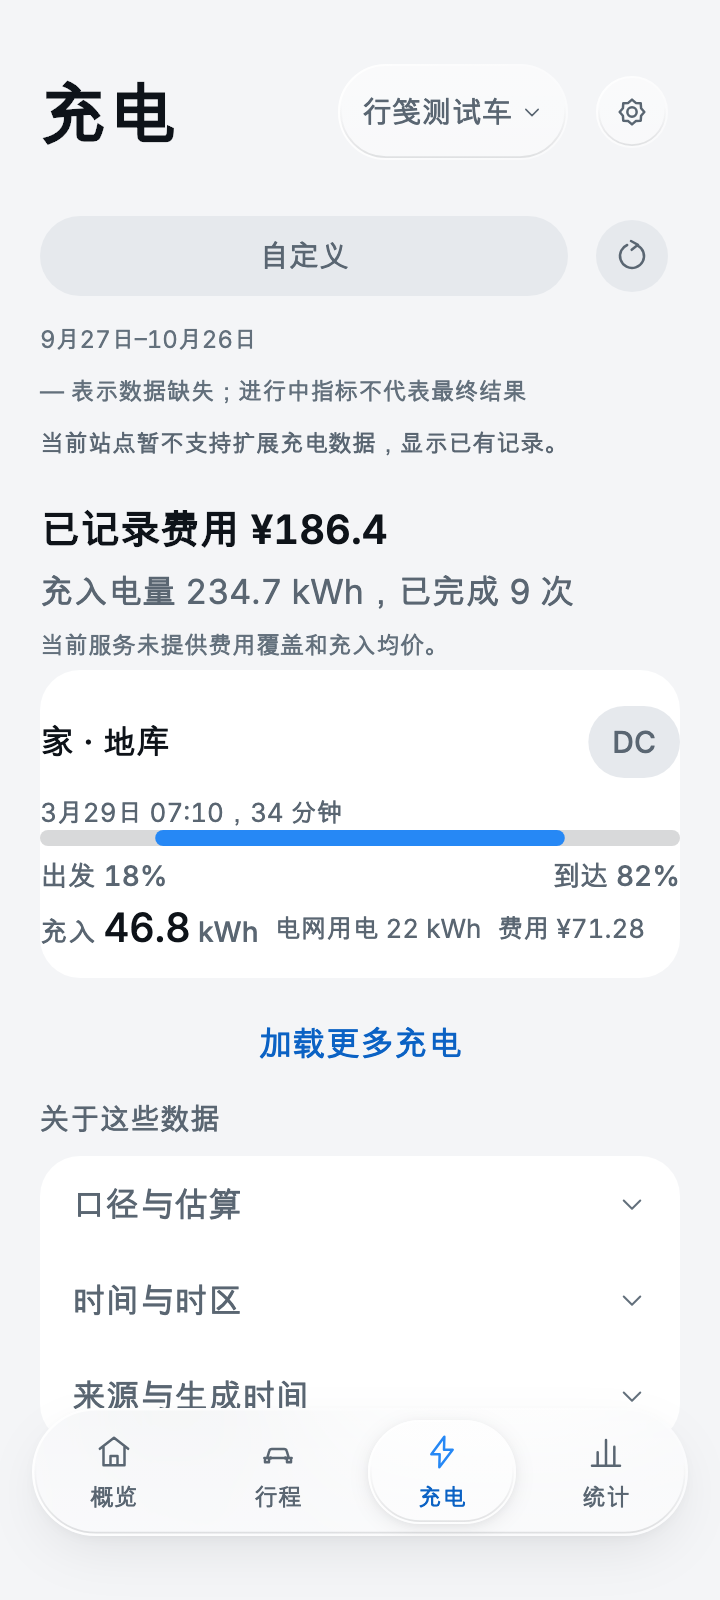 充电
行笺测试车
自定义
9月27日–10月26日
— 表示数据缺失；进行中指标不代表最终结果
当前站点暂不支持扩展充电数据，显示已有记录。
已记录费用 ¥186.4
充入电量 234.7 kWh，已完成 9 次
当前服务未提供费用覆盖和充入均价。
家 · 地库
DC
3月29日 07:10，34 分钟
出发 18%
到达 82%
充入 46.8 kWh 电网用电 22 kWh 费用 ¥71.28
加载更多充电
关于这些数据
口径与估算
时间与时区
来源与生成时间
概览
行程
充电
统计